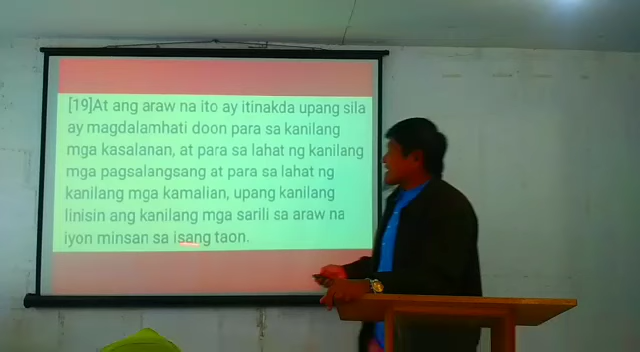 [19]At ang araw na ito ay itinakda upang sila
ay magdalamhati doon para sa kanilang
mga kasalanan, at para sa lahat ng kanilang
mga pagsalangsang at para sa lahat ng
kanilang mga kamalian, upang kanilang
linisin ang kanilang mga sarili sa araw na
iyon minsan sa isang taon.